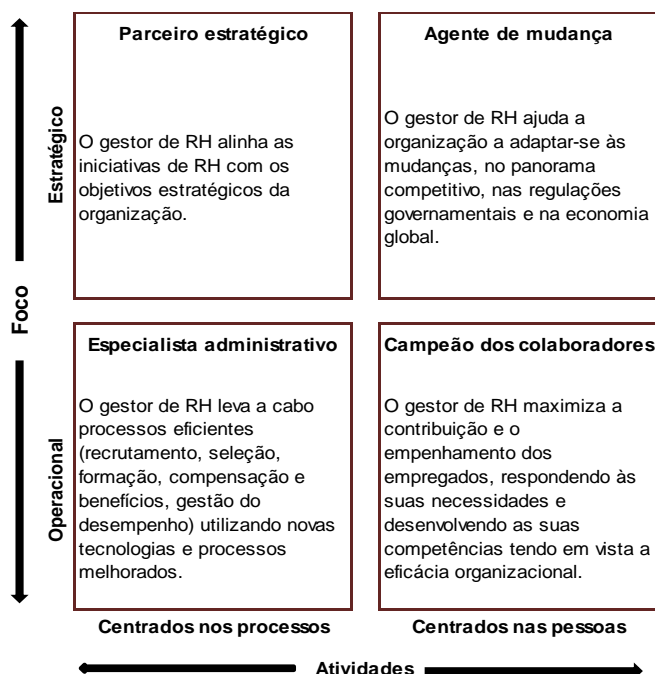 Parceiro estratégico
O gestor de RH alinha as
iniciativas de RH com os
objetivos estratégicos da
organização.
Agente de mudança
O gestor de RH ajuda a
organização a adaptar-se às
mudanças, no panorama
competitivo, nas regulações
governamentais e na economia
global.
Estratégico
Foco
Operacional
Especialista administrativo
O gestor de RH leva a cabo
processos eficientes
(recrutamento, seleção,
formação, compensação e
benefícios, gestão do
desempenho) utilizando novas
tecnologias e processos
melhorados.
Campeão dos colaboradores
O gestor de RH maximiza a
contribuição e o
empenhamento dos
empregados, respondendo às
suas necessidades e
desenvolvendo as suas
competências tendo em vista a
eficácia organizacional.
Centrados nos processos
Centrados nas pessoas
Atividades